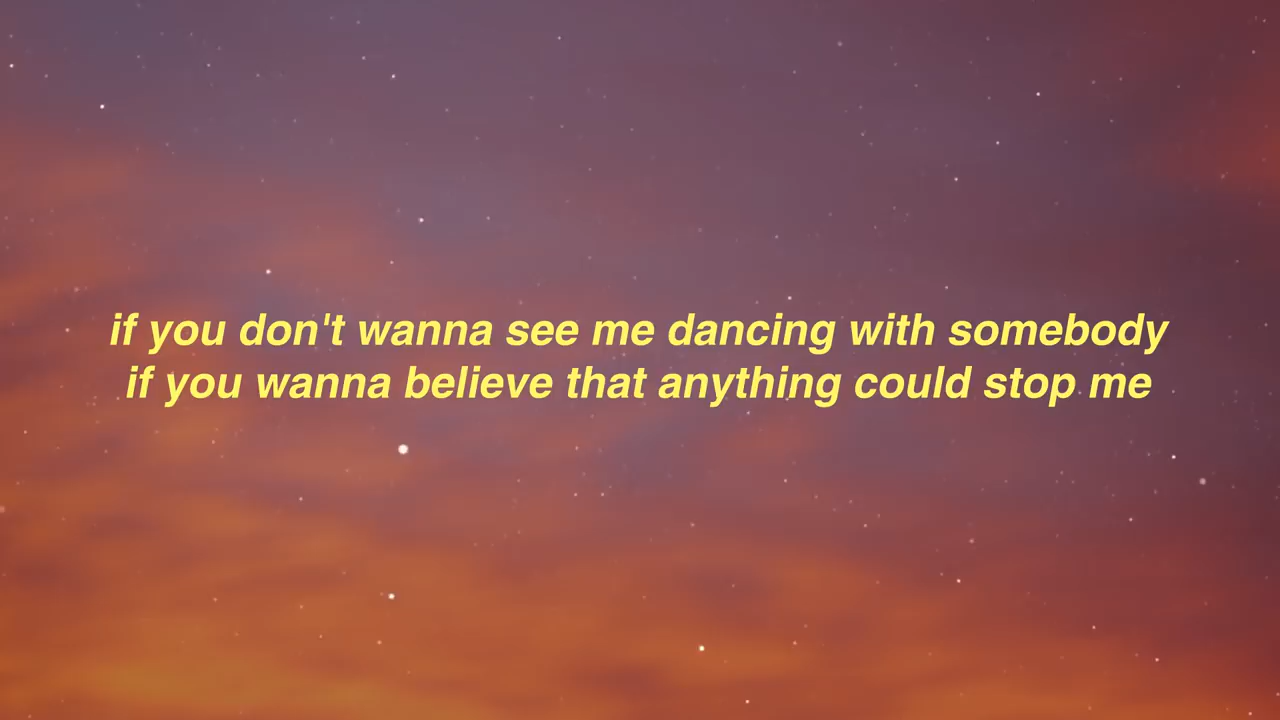 if you don't wanna see me dancing with somebody
if you wanna believe that anything could stop me